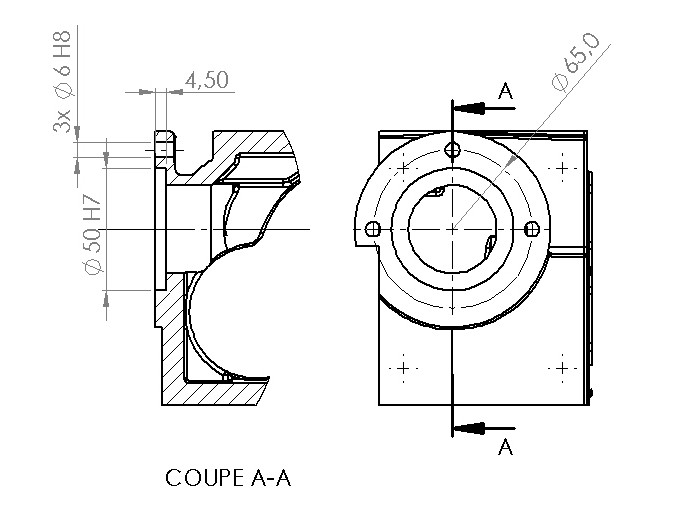 4,50
3x Ø 6 H8
Ø 50 H7
A
Ø 65,0
A
COUPE A-A